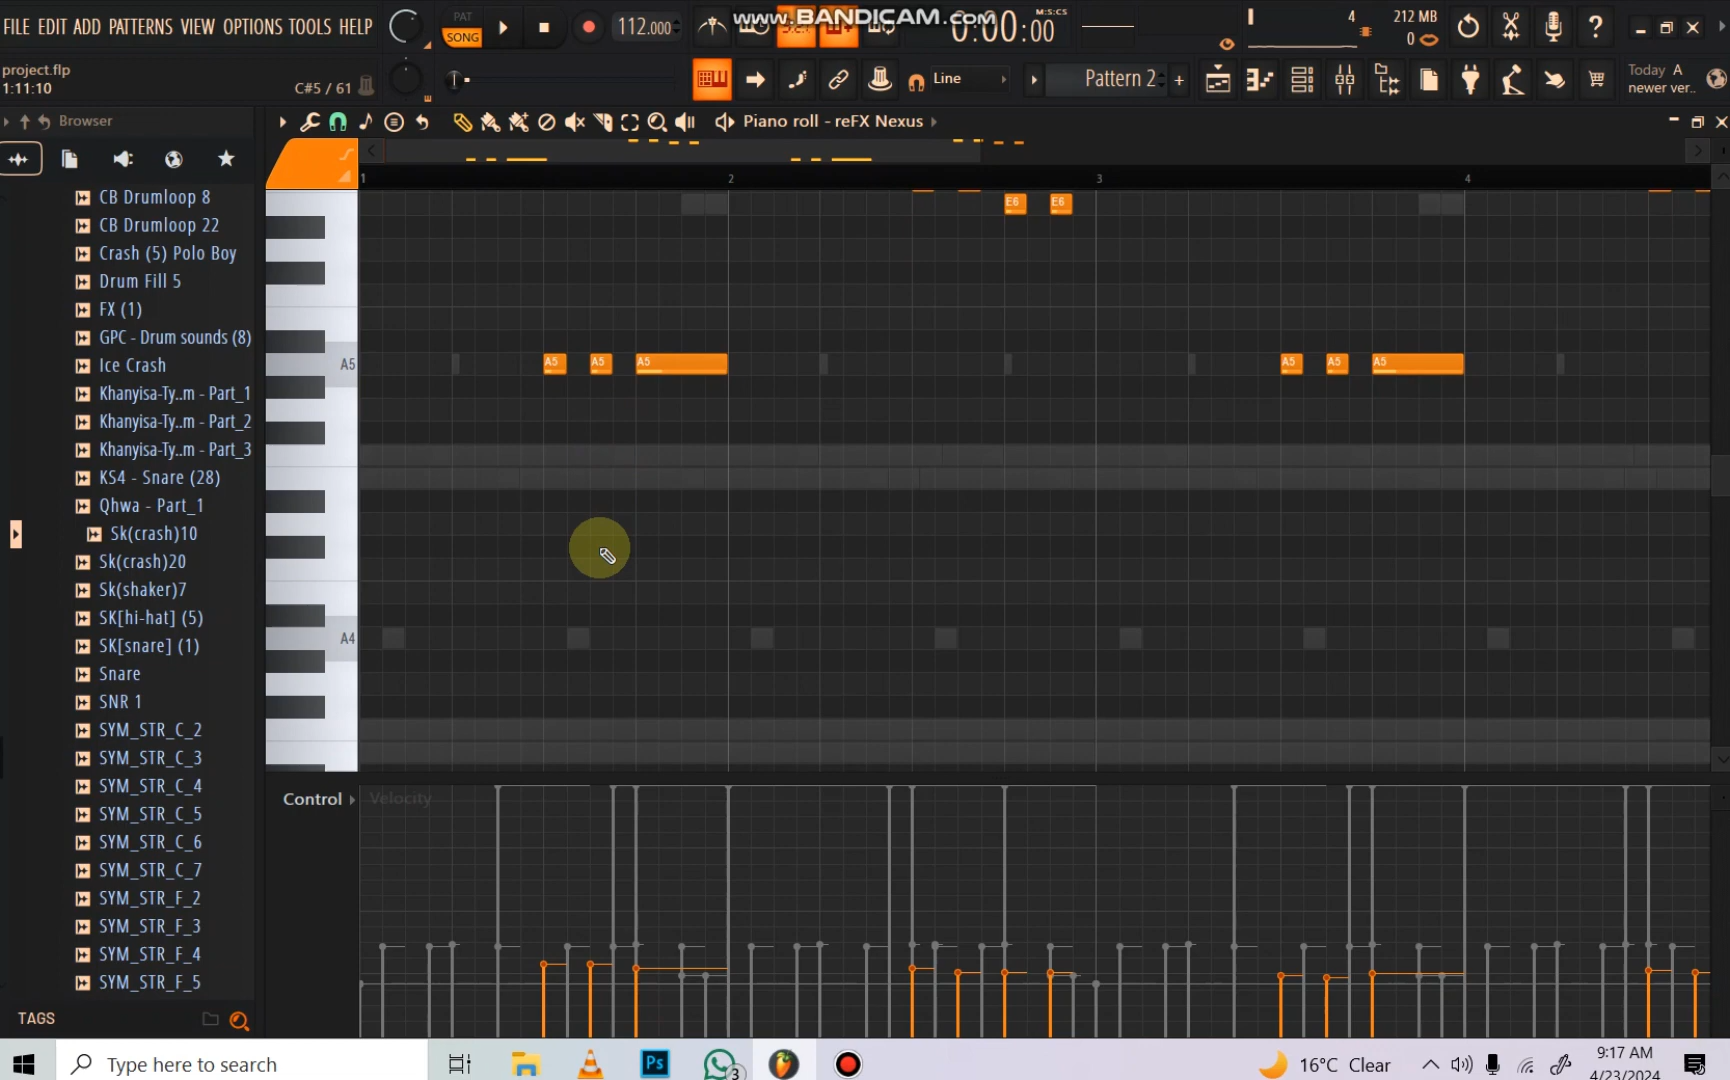 www.BANDICAM.com
FILE EDIT ADD PATTERNS VIEW OPTIONS TOOLS HELP
PAT
SONG
112.000
0:00:00
M:S:CS
4
212 MB
0
project.flp
1:11:10
C#5 / 61
Line
Pattern 2
Today A
newer ver..
Browser
Piano roll - reFX Nexus
1
2
3
4
CB Drumloop 8
CB Drumloop 22
Crash (5) Polo Boy
Drum Fill 5
FX (1)
GPC - Drum sounds (8)
Ice Crash
Khanyisa-Ty..m - Part_1
Khanyisa-Ty..m - Part_2
Khanyisa-Ty..m - Part_3
KS4 - Snare (28)
Qhwa - Part_1
Sk(crash)10
Sk(crash)20
Sk(shaker)7
SK[hi-hat] (5)
SK[snare] (1)
Snare
SNR 1
SYM_STR_C_2
SYM_STR_C_3
SYM_STR_C_4
SYM_STR_C_5
SYM_STR_C_6
SYM_STR_C_7
SYM_STR_F_2
SYM_STR_F_3
SYM_STR_F_4
SYM_STR_F_5
TAGS
E6 E6
A5
A5 A5 A5 A5 A5 A5
A4
Control
Velocity
Type here to search
Ps
3
16°C Clear
9:17 AM
4/23/2024